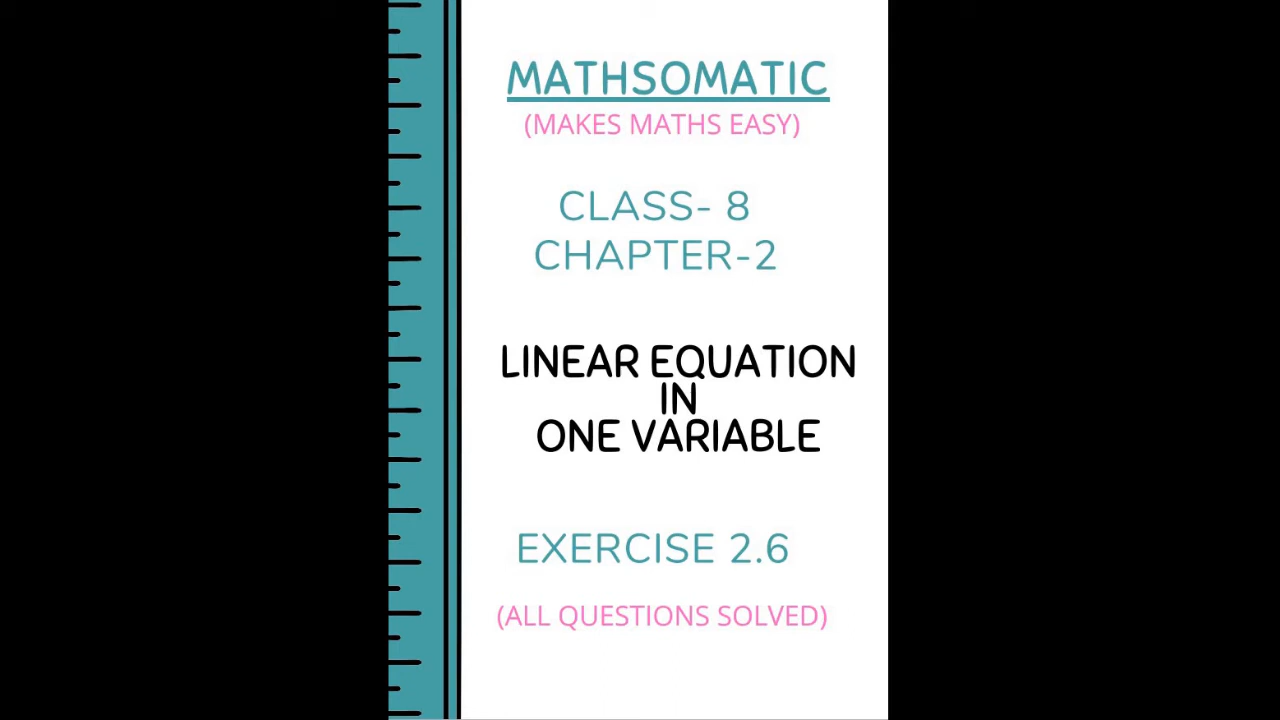 MATHSOMATIC
(MAKES MATHS EASY)
CLASS- 8
CHAPTER-2
LINEAR EQUATION
IN
ONE VARIABLE
EXERCISE 2.6
(ALL QUESTIONS SOLVED)